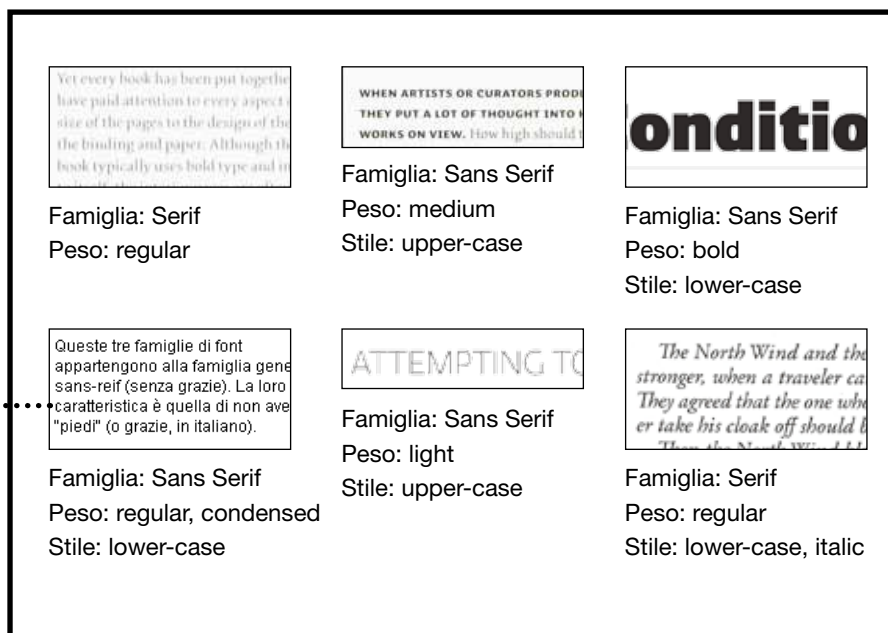 Yet every book has been put togethe
have paid attention to every aspect
size of the pages to the design of the
the binding and paper. Although th
book typically uses bold type and in
Famiglia: Serif
Peso: regular
WHEN ARTISTS OR CURATORS PROD
THEY PUT A LOT OF THOUGHT INTO
WORKS ON VIEW. How high should
Famiglia: Sans Serif
Peso: medium
Stile: upper-case
onditio
Famiglia: Sans Serif
Peso: bold
Stile: lower-case
Queste tre famiglie di font
appartengono alla famiglia gene
sans-reif (senza grazie). La loro
caratteristica è quella di non ave
"piedi" (o grazie, in italiano).
Famiglia: Sans Serif
Peso: regular, condensed
Stile: lower-case
ATTEMPTING TO
Famiglia: Sans Serif
Peso: light
Stile: upper-case
The North Wind and the
stronger, when a traveler ca
They agreed that the one who
er take his cloak off should b
Then the North Wind bl
Famiglia: Serif
Peso: regular
Stile: lower-case, italic